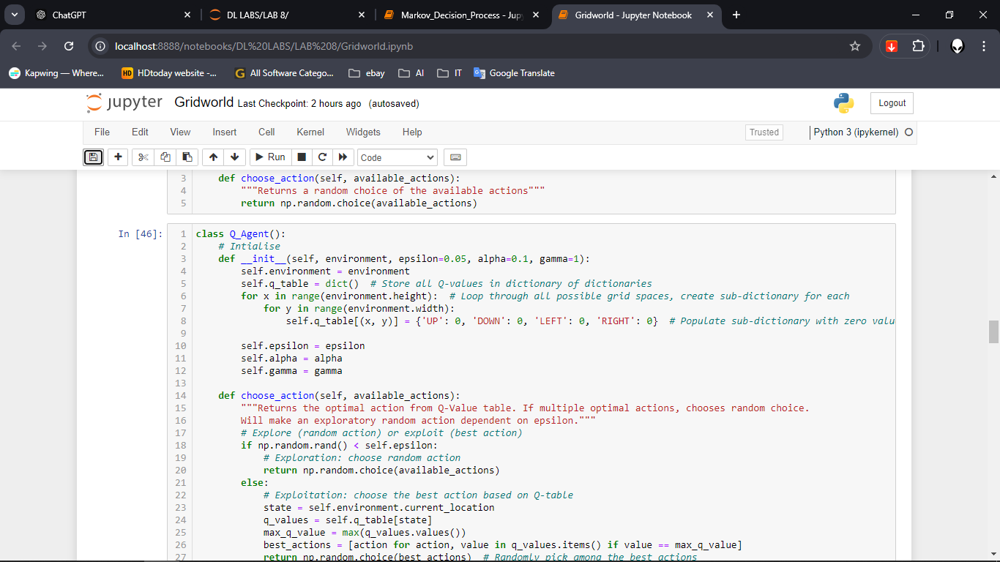 ChatGPT
DL LABS/LAB 8/
Markov_Decision_Process - Jup
Gridworld - Jupyter Notebook
localhost:8888/notebooks/DL%20LABS/LAB%208/Gridworld.ipynb
Kapwing — Where...
HDtoday website -...
All Software Catego...
ebay
AI
IT
Google Translate
jupyter Gridworld Last Checkpoint: 2 hours ago (autosaved)
Logout
File Edit View Insert Cell Kernel Widgets Help
Trusted
Python 3 (ipykernel)
Run
Code
3 def choose_action(self, available_actions):
4 """Returns a random choice of the available actions"""
5 return np.random.choice(available_actions)
In [46]:
1 class Q_Agent():
2 # Intialise
3 def __init__(self, environment, epsilon=0.05, alpha=0.1, gamma=1):
4 self.environment = environment
5 self.q_table = dict() # Store all Q-values in dictionary of dictionaries
6 for x in range(environment.height): # Loop through all possible grid spaces, create sub-dictionary for each
7 for y in range(environment.width):
8 self.q_table[(x, y)] = {'UP': 0, 'DOWN': 0, 'LEFT': 0, 'RIGHT': 0} # Populate sub-dictionary with zero valu
9
10 self.epsilon = epsilon
11 self.alpha = alpha
12 self.gamma = gamma
13
14 def choose_action(self, available_actions):
15 """Returns the optimal action from Q-Value table. If multiple optimal actions, chooses random choice.
16 Will make an exploratory random action dependent on epsilon."""
17 # Explore (random action) or exploit (best action)
18 if np.random.rand() < self.epsilon:
19 # Exploration: choose random action
20 return np.random.choice(available_actions)
21 else:
22 # Exploitation: choose the best action based on Q-table
23 state = self.environment.current_location
24 q_values = self.q_table[state]
25 max_q_value = max(q_values.values())
26 best_actions = [action for action, value in q_values.items() if value == max_q_value]
27 return np.random.choice(best_actions) # Randomly pick among the best actions